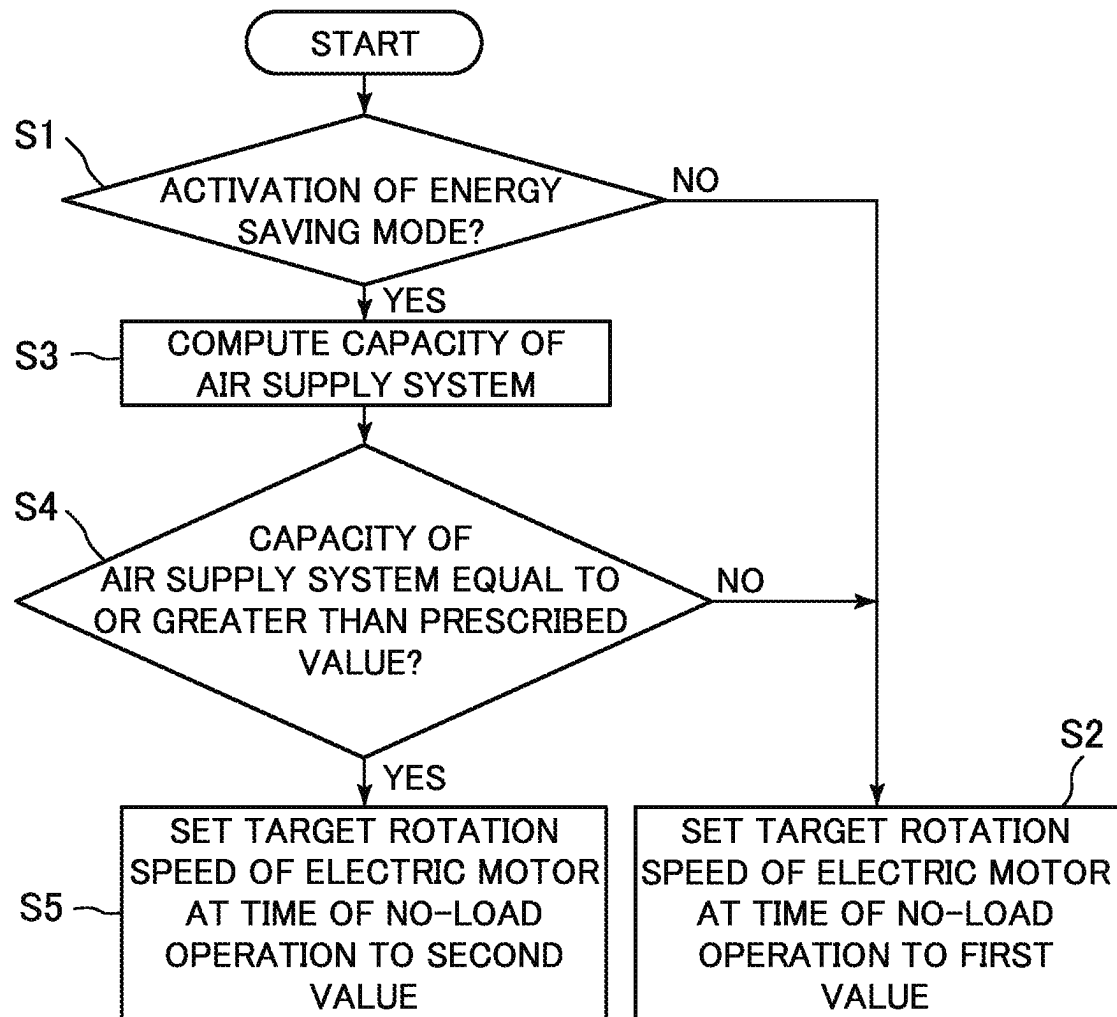 START
S1
ACTIVATION OF ENERGY
SAVING MODE?
NO
YES
S3
COMPUTE CAPACITY OF
AIR SUPPLY SYSTEM
S4
CAPACITY OF
AIR SUPPLY SYSTEM EQUAL TO
OR GREATER THAN PRESCRIBED
VALUE?
NO
YES
S5
SET TARGET ROTATION
SPEED OF ELECTRIC MOTOR
AT TIME OF NO-LOAD
OPERATION TO SECOND
VALUE
S2
SET TARGET ROTATION
SPEED OF ELECTRIC MOTOR
AT TIME OF NO-LOAD
OPERATION TO FIRST
VALUE